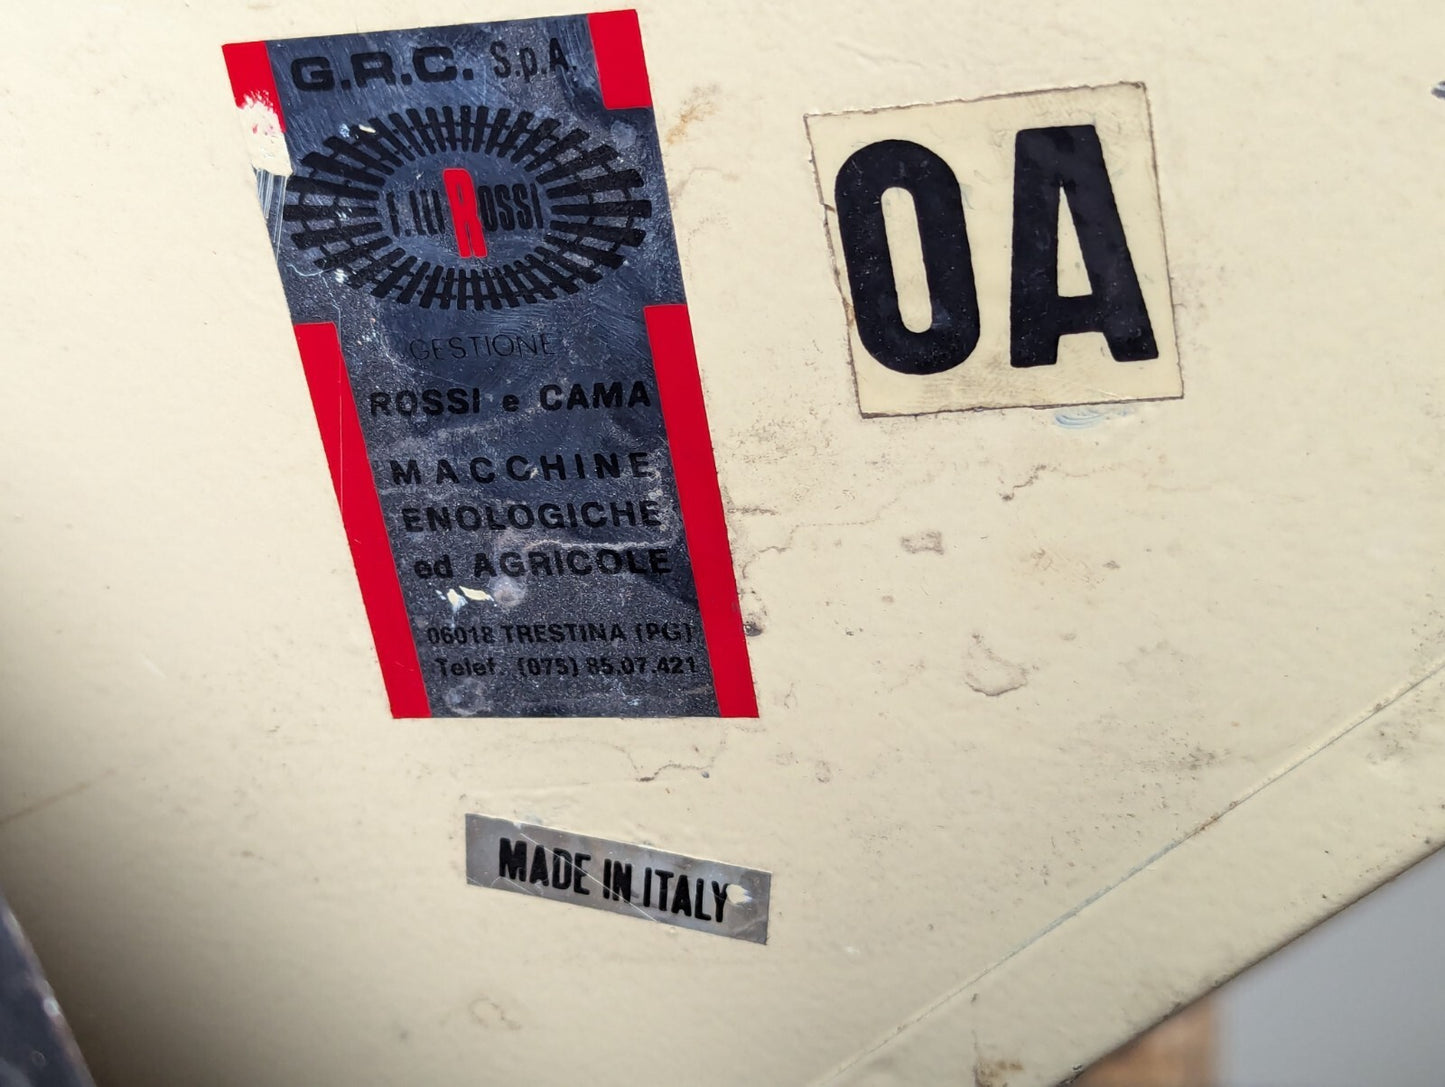 G.R.C. S.p.A.
F.LLI ROSSI
GESTIONE
ROSSI e CAMA
MACCHINE
ENOLOGICHE
ed AGRICOLE
06018 TRESTINA (PG)
Telef. (075) 85.07.421
OA
MADE IN ITALY